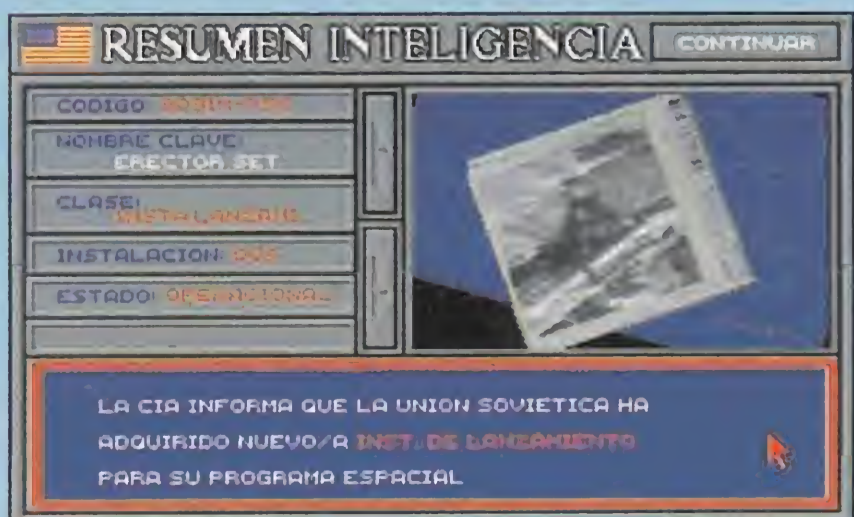 RESUMEN INTELIGENCIA
CONTINUAR
CODIGO:
NOMBRE CLAVE:
ERECTOR SET
CLASE:
INSTALACION:
ESTADO: OPERACIONAL
LA CIA INFORMA QUE LA UNION SOVIETICA HA
ADQUIRIDO NUEVO/A INST. DE LANZAMIENTO
PARA SU PROGRAMA ESPACIAL